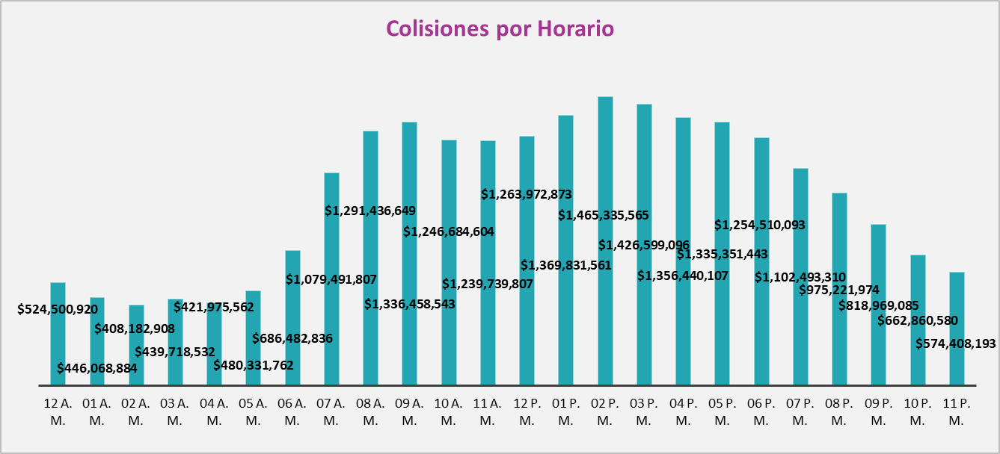 Colisiones por Horario
$524,500,920
$446,068,884
$408,182,908
$439,718,532
$421,975,562
$480,331,762
$686,482,836
$1,079,491,807
$1,291,436,649
$1,336,458,543
$1,246,684,604
$1,239,739,807
$1,263,972,873
$1,369,831,561
$1,465,335,565
$1,426,599,096
$1,356,440,107
$1,335,351,443
$1,254,510,093
$1,102,493,310
$975,221,974
$818,969,085
$662,860,580
$574,408,193
12 A.
M.
01 A.
M.
02 A.
M.
03 A.
M.
04 A.
M.
05 A.
M.
06 A.
M.
07 A.
M.
08 A.
M.
09 A.
M.
10 A.
M.
11 A.
M.
12 P.
M.
01 P.
M.
02 P.
M.
03 P.
M.
04 P.
M.
05 P.
M.
06 P.
M.
07 P.
M.
08 P.
M.
09 P.
M.
10 P.
M.
11 P.
M.